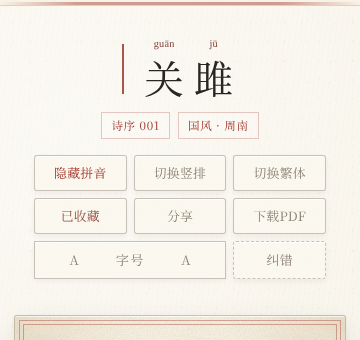 guān jū
关雎
诗序 001 国风 · 周南
隐藏拼音 切换竖排 切换繁体
已收藏 分享 下载PDF
A 字号 A 纠错